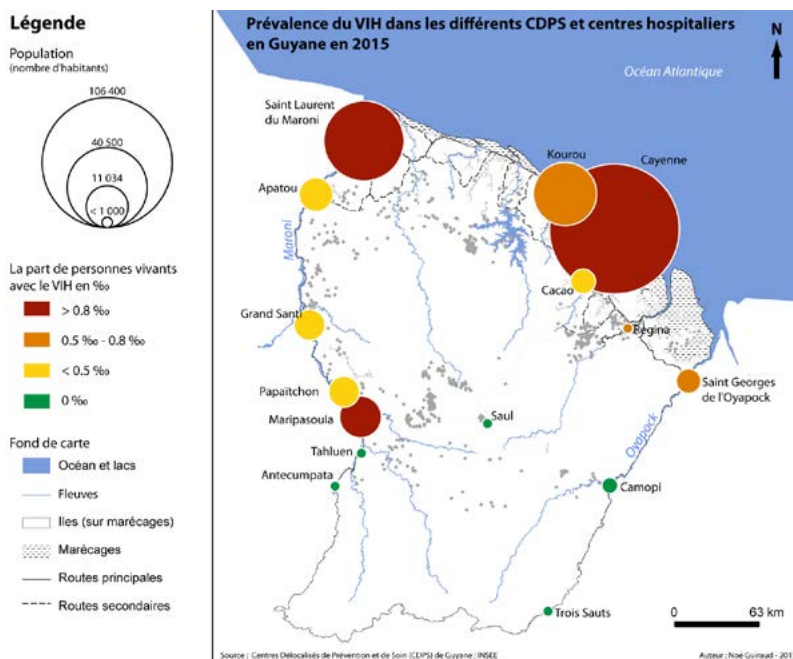 Légende
Population
(nombre d'habitants)
106 400
40 500
11 034
< 1 000
La part de personnes vivants
avec le VIH en ‰
> 0.8 ‰
0.5 ‰ - 0.8 ‰
< 0.5 ‰
0 ‰
Fond de carte
Océan et lacs
Fleuves
Iles (sur marécages)
Marécages
Routes principales
Routes secondaires
Prévalence du VIH dans les différents CDPS et centres hospitaliers
en Guyane en 2015
N
Océan Atlantique
Saint Laurent
du Maroni
Kourou
Cayenne
Apatou
Maroni
Cacao
Grand Santi
Régina
Papaïtchon
Saint Georges
de l'Oyapock
Maripasoula
Saul
Oyapock
Tahluen
Antecumpata
Camopi
Trois Sauts
0
63 km
Source : Centres Délocalisés de Prévention et de Soin (CDPS) de Guyane ; INSEE
Auteur : Noé Guiraud - 201